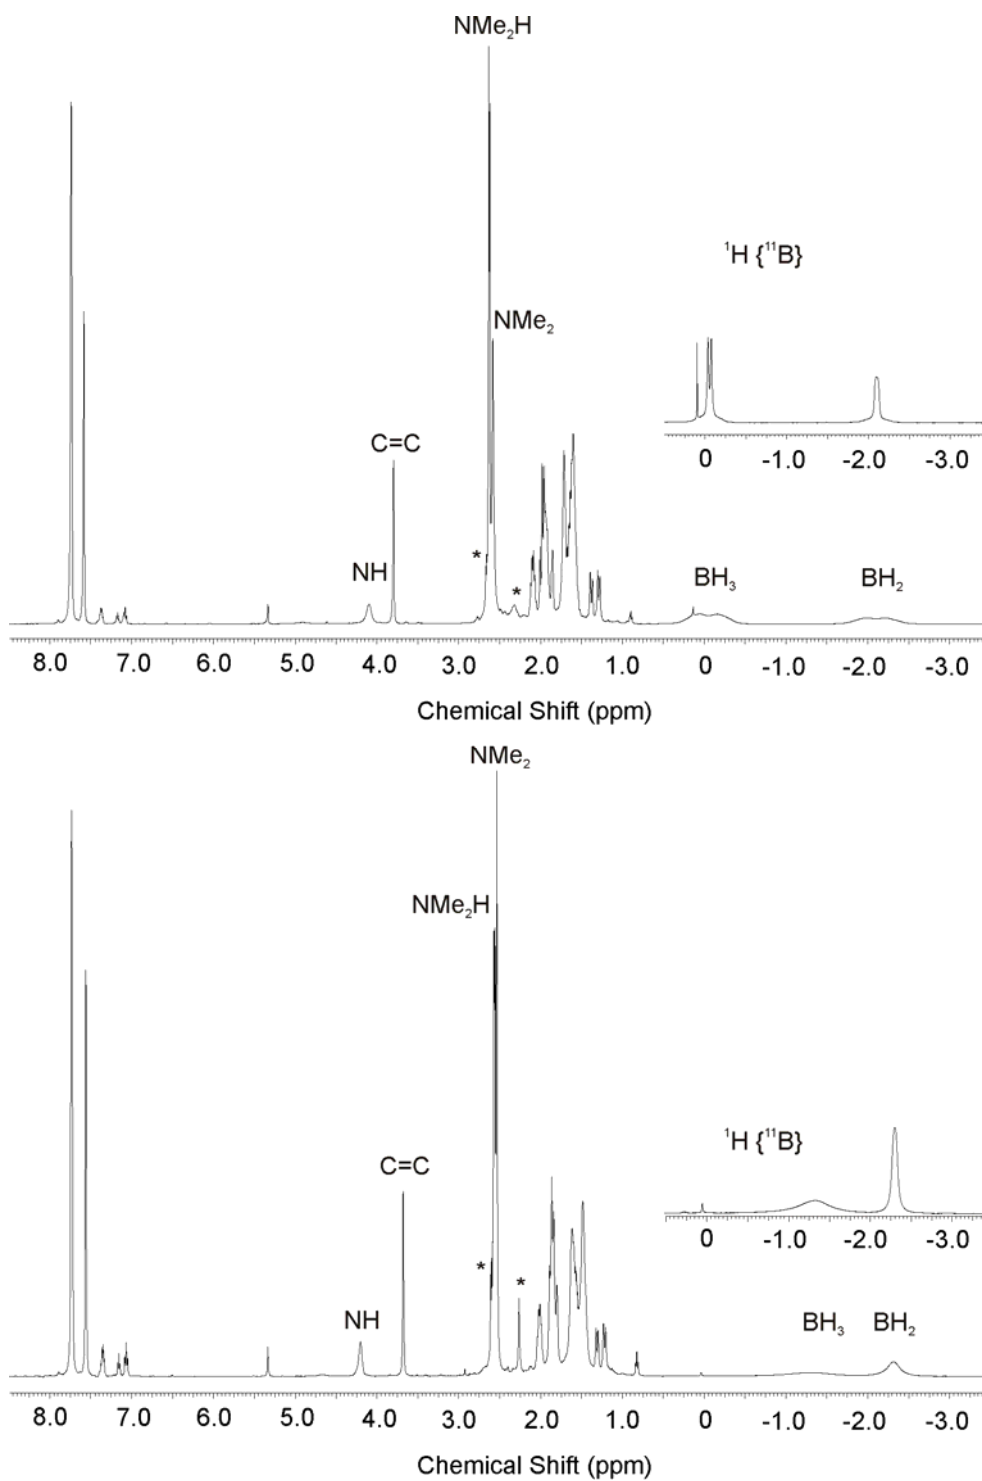 NMe₂H
¹H {¹¹B}
NMe₂
C=C
0 -1.0 -2.0 -3.0
*
NH
*
BH₃
BH₂
8.0 7.0 6.0 5.0 4.0 3.0 2.0 1.0 0 -1.0 -2.0 -3.0
Chemical Shift (ppm)
NMe₂
NMe₂H
¹H {¹¹B}
C=C
0 -1.0 -2.0 -3.0
*
*
NH
BH₃
BH₂
8.0 7.0 6.0 5.0 4.0 3.0 2.0 1.0 0 -1.0 -2.0 -3.0
Chemical Shift (ppm)